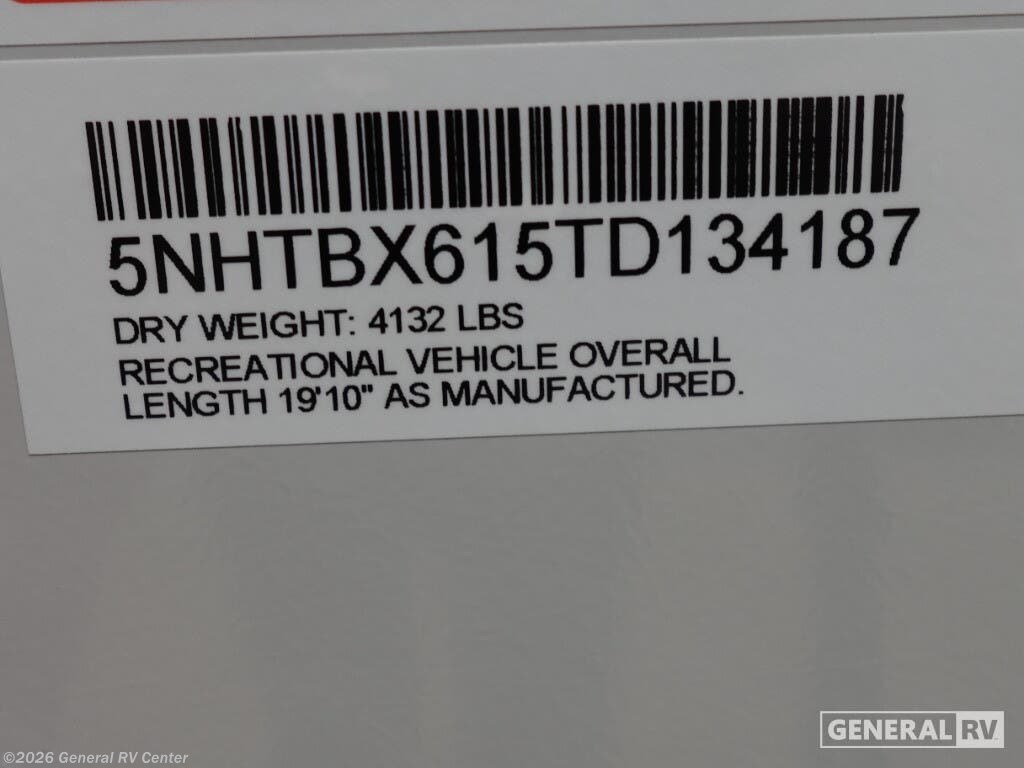 5NHTBX615TD134187
DRY WEIGHT: 4132 LBS
RECREATIONAL VEHICLE OVERALL
LENGTH 19'10" AS MANUFACTURED.
GENERAL RV
©2026 General RV Center